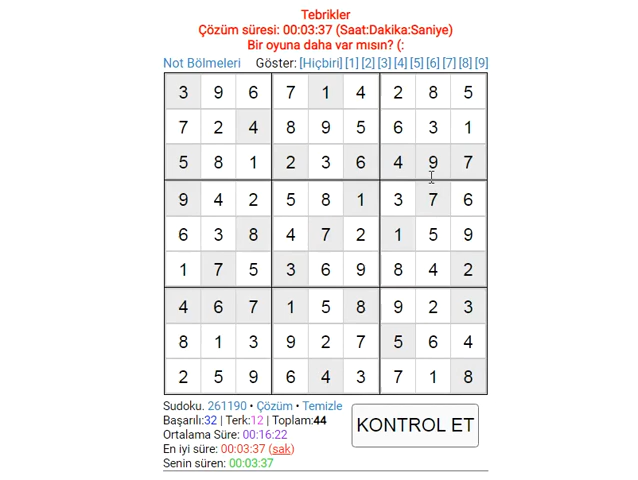 Tebrikler
Çözüm süresi: 00:03:37 (Saat:Dakika:Saniye)
Bir oyuna daha var mısın? (:
Not Bölmeleri Göster: [Hiçbiri] [1] [2] [3] [4] [5] [6] [7] [8] [9]
3 9 6 7 1 4 2 8 5
7 2 4 8 9 5 6 3 1
5 8 1 2 3 6 4 9 7
9 4 2 5 8 1 3 7 6
6 3 8 4 7 2 1 5 9
1 7 5 3 6 9 8 4 2
4 6 7 1 5 8 9 2 3
8 1 3 9 2 7 5 6 4
2 5 9 6 4 3 7 1 8
Sudoku. 261190 • Çözüm • Temizle
Başarılı:32 | Terk:12 | Toplam:44
Ortalama Süre: 00:16:22
En iyi süre: 00:03:37 (sak)
Senin süren: 00:03:37
KONTROL ET